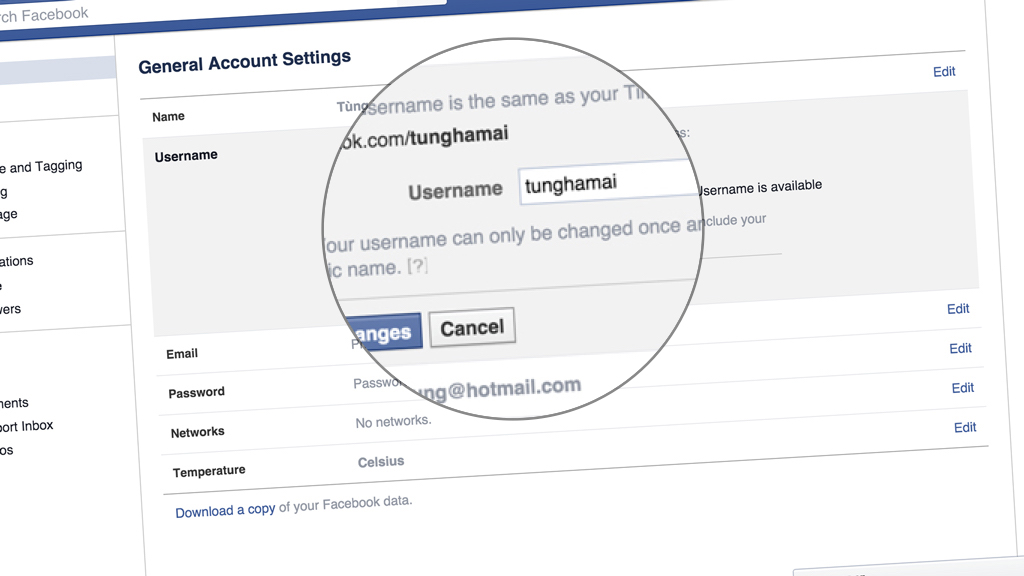 rch Facebook
General Account Settings
Name
Tùng
Edit
Username
sername is the same as your Ti
ok.com/tunghamai
ss:
Username tunghamai
Username is available
our username can only be changed once an
nclude your
ic name. [?]
anges Cancel
Edit
Email
ung@hotmail.com
Edit
Password
Passwo
Edit
Networks
No networks.
Edit
Temperature
Celsius
Download a copy of your Facebook data.
e and Tagging
g
age
ations
e
vers
nents
port Inbox
os